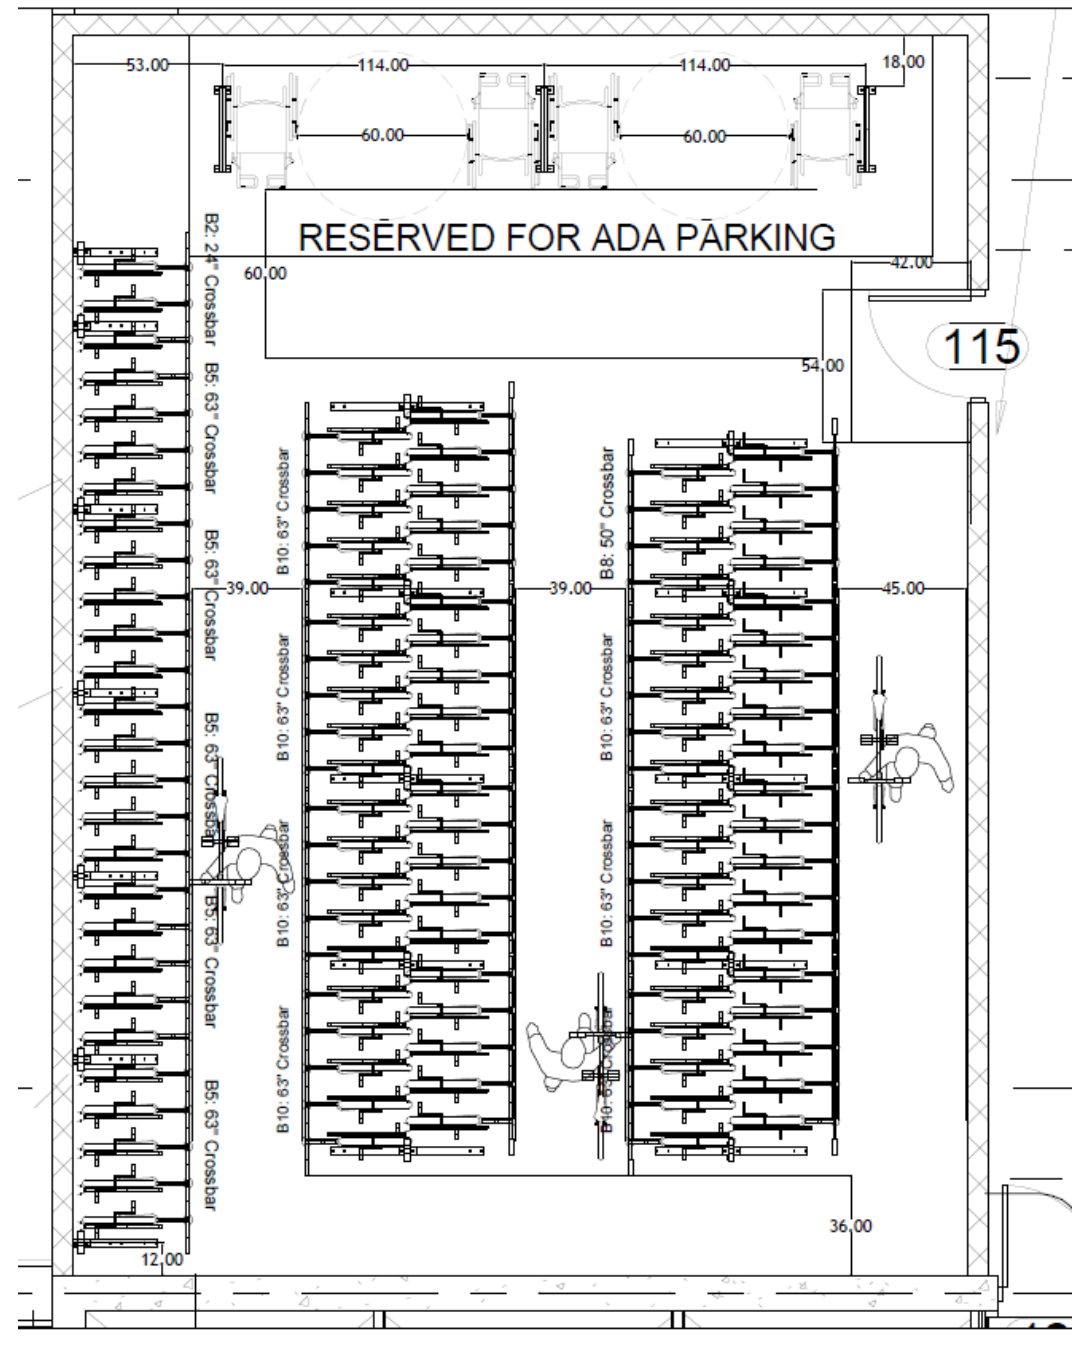 53.00
114.00
114.00
18.00
60.00
60.00
RESERVED FOR ADA PARKING
60.00
42.00
115
54.00
B2: 24" Crossbar
B5: 63" Crossbar
B5: 63" Crossbar
B5: 63" Crossbar
B5: 63" Crossbar
B5: 63" Crossbar
B10: 63" Crossbar
B10: 63" Crossbar
B10: 63" Crossbar
B10: 63" Crossbar
B8: 50" Crossbar
B10: 63" Crossbar
B10: 63" Crossbar
B10: 63" Crossbar
39.00
39.00
45.00
36.00
12.00